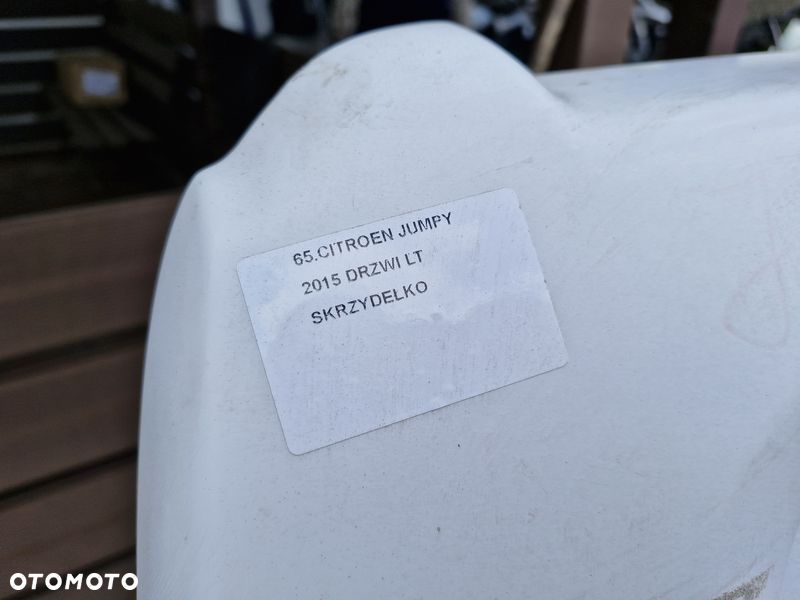 65.CITROEN JUMPY
2015 DRZWI LT
SKRZYDEŁKO
OTOMOTO